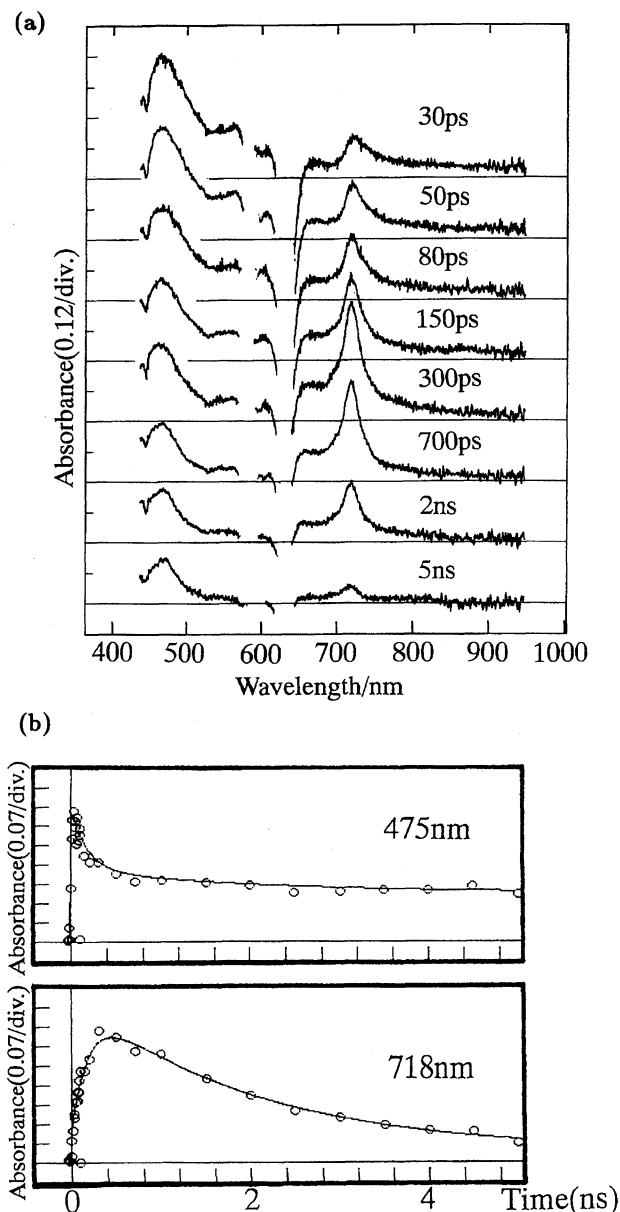 (a)
Absorbance(0.12/div.)
30ps
50ps
80ps
150ps
300ps
700ps
2ns
5ns
400 500 600 700 800 900 1000
Wavelength/nm
(b)
Absorbance(0.07/div.)
475nm
Absorbance(0.07/div.)
718nm
0 2 4 Time(ns)